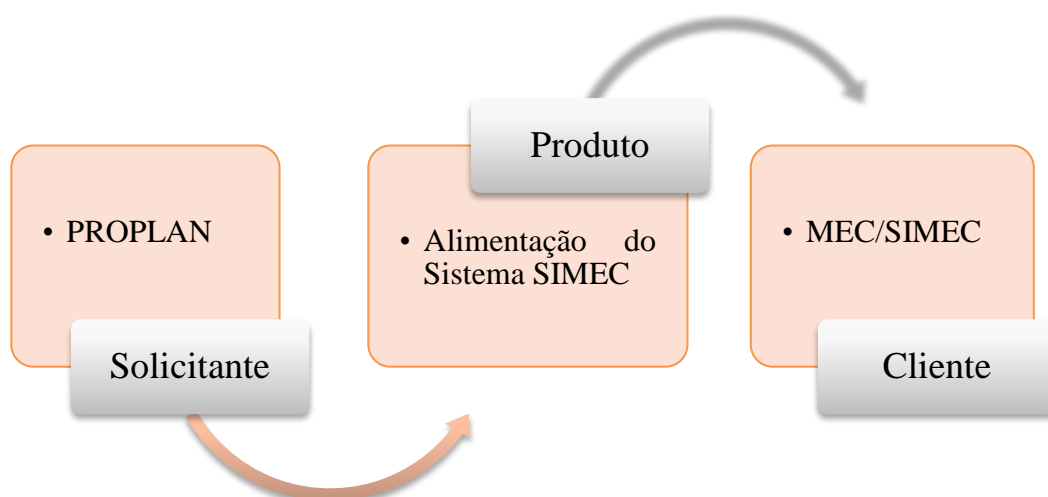 • PROPLAN
Solicitante
Produto
• Alimentação do
Sistema SIMEC
• MEC/SIMEC
Cliente